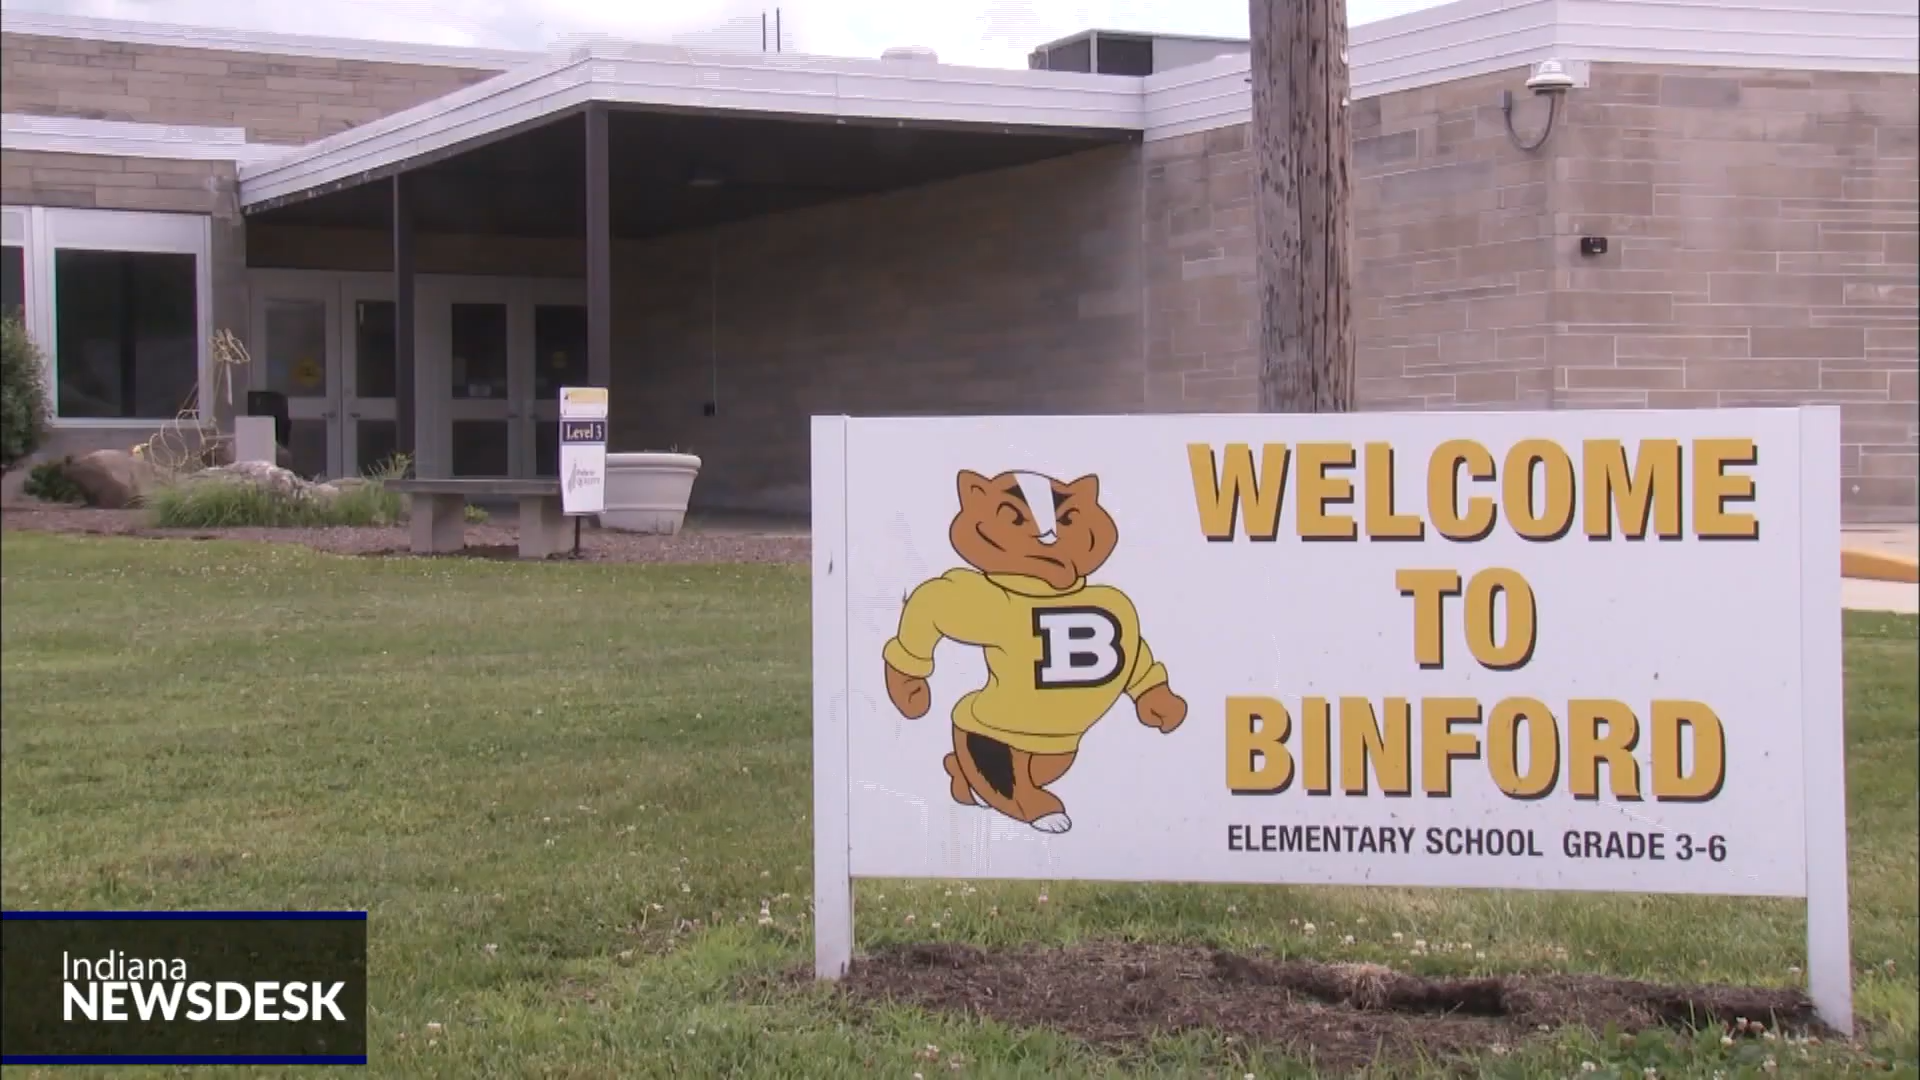 Level 3
B
WELCOME
TO
BINFORD
ELEMENTARY SCHOOL GRADE 3-6
Indiana
NEWSDESK